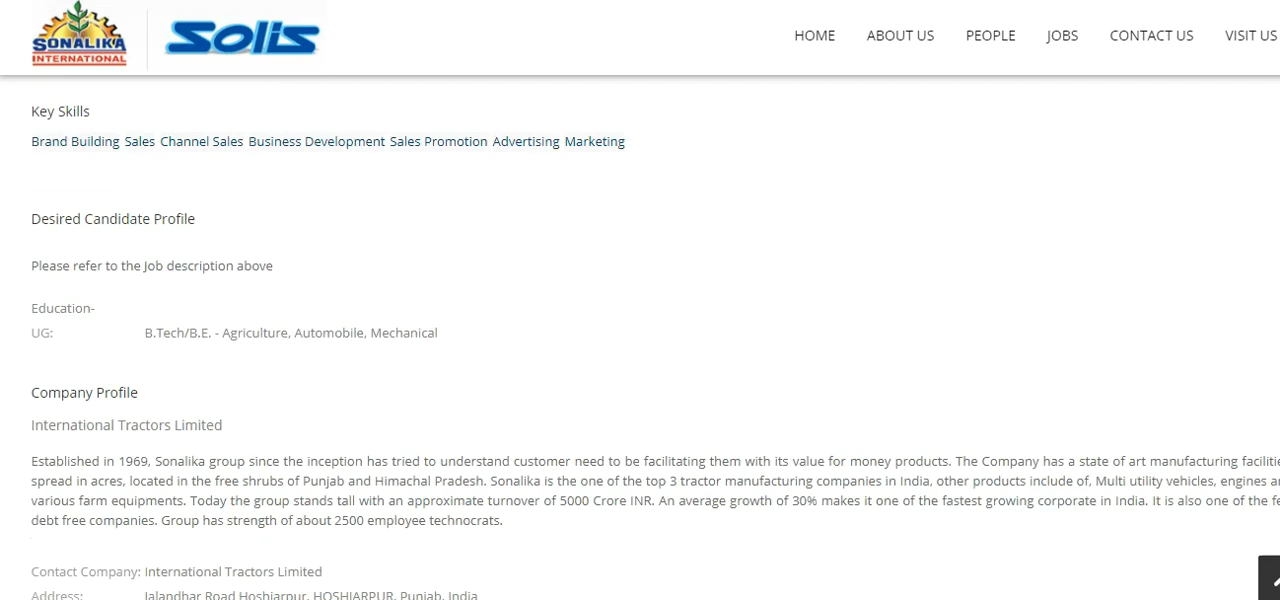 SONALIKA
INTERNATIONAL
Solis
HOME ABOUT US PEOPLE JOBS CONTACT US VISIT US
Key Skills
Brand Building Sales Channel Sales Business Development Sales Promotion Advertising Marketing
Desired Candidate Profile
Please refer to the Job description above
Education-
UG: B.Tech/B.E. - Agriculture, Automobile, Mechanical
Company Profile
International Tractors Limited
Established in 1969, Sonalika group since the inception has tried to understand customer need to be facilitating them with its value for money products. The Company has a state of art manufacturing
spread in acres, located in the free shrubs of Punjab and Himachal Pradesh. Sonalika is the one of the top 3 tractor manufacturing companies in India, other products include of, Multi utility vehicles, engines
various farm equipments. Today the group stands tall with an approximate turnover of 5000 Crore INR. An average growth of 30% makes it one of the fastest growing corporate in India. It is also one of the
debt free companies. Group has strength of about 2500 employee technocrats.
Contact Company: International Tractors Limited
Address: Jalandhar Road Hoshiarpur, HOSHIARPUR, Punjab, India